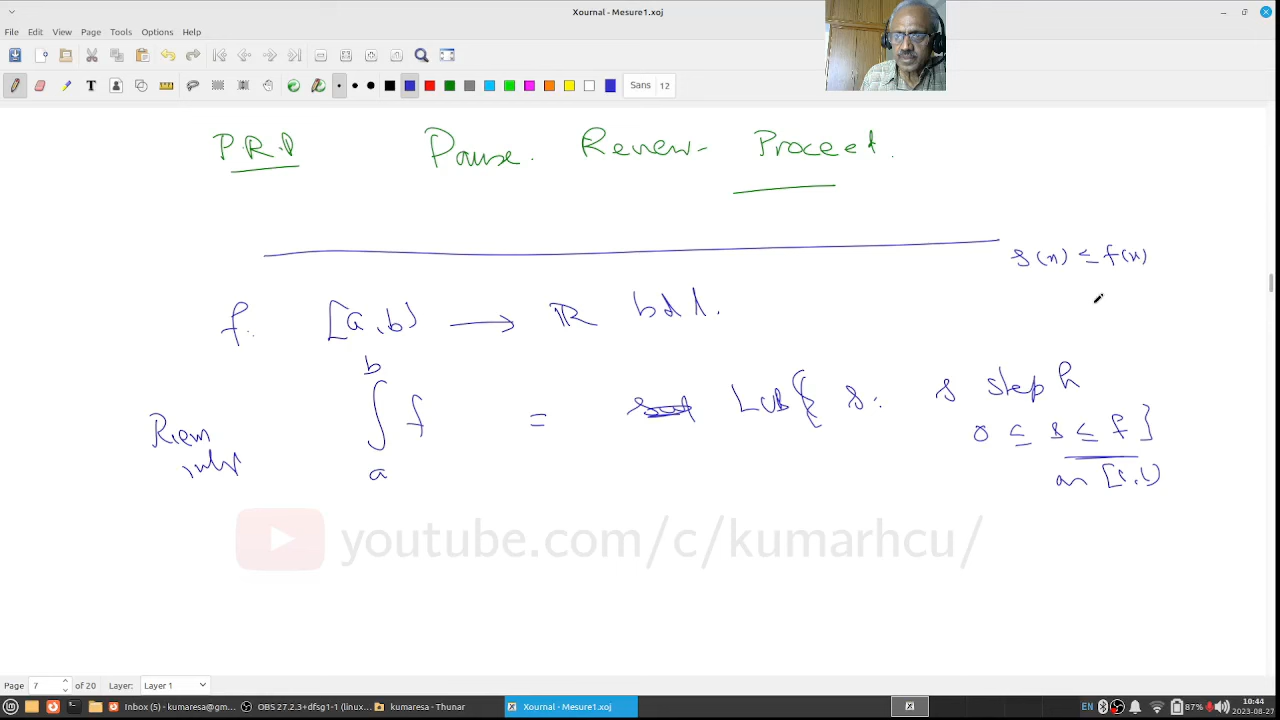 Xournal - Mesure1.xoj
File Edit View Page Tools Options Help
Sans 12
P.R.P Pause. Review- Proceed.
s(x) ≤ f(x)
f: [a,b] → R bdd.
b
∫ f = LUB{ s: s step fn
a
Riem
0 ≤ s ≤ f }
on [a,b]
youtube.com/c/kumarhcu/
Page 7 of 20 Layer: Layer 1
Inbox (5) - kumaresa@gm... OBS 27.2.3+dfsg1-1 (linux... kumaresa - Thunar Xournal - Mesure1.xoj EN 87% 10:44
2023-08-27